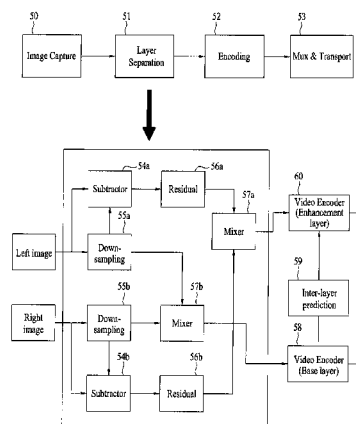 50
51
52
53
Image Capture
Layer
Separation
Encoding
Mux & Transport
54a
56a
57a
60
Subtractor
Residual
Video Encoder
(Enhancement
layer)
55a
Mixer
Left image
Down-
sampling
59
55b
57b
Inter-layer
prediction
Right
image
Down-
sampling
Mixer
58
54b
56b
Video Encoder
(Base layer)
Subtractor
Residual